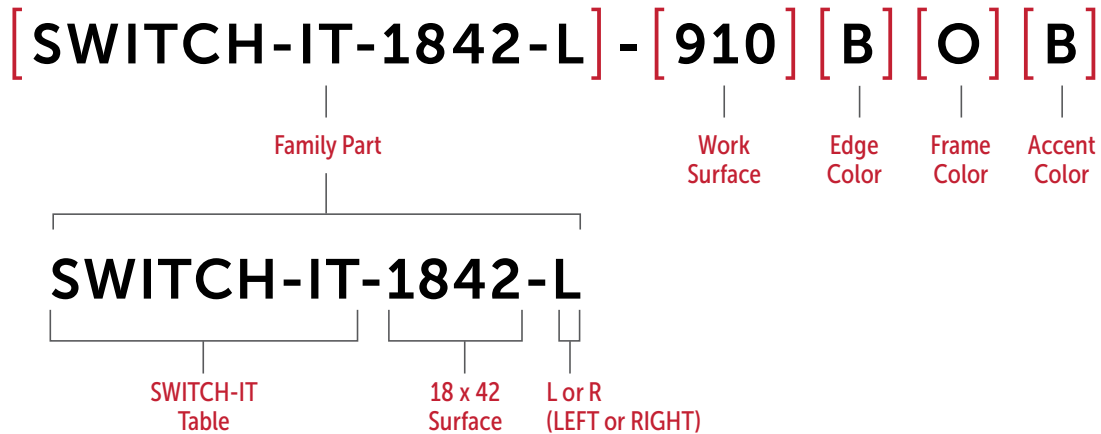 [SWITCH-IT-1842-L] - [910] [B] [O] [B]
Family Part
Work
Surface
Edge
Color
Frame
Color
Accent
Color
SWITCH-IT-1842-L
SWITCH-IT
Table
18 x 42
Surface
L or R
(LEFT or RIGHT)